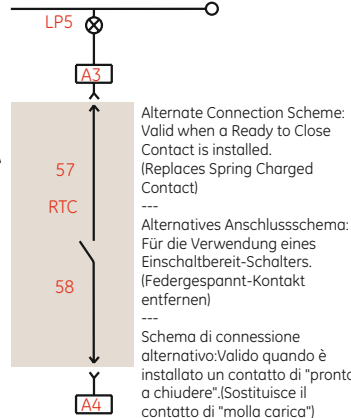 LP5
A3
57
RTC
58
A4
Alternate Connection Scheme:
Valid when a Ready to Close
Contact is installed.
(Replaces Spring Charged
Contact)
---
Alternatives Anschlussschema:
Für die Verwendung eines
Einschaltbereit-Schalters.
(Federgespannt-Kontakt
entfernen)
---
Schema di connessione
alternativo:Valido quando è
installato un contatto di "pronto
a chiudere".(Sostituisce il
contatto di "molla carica")